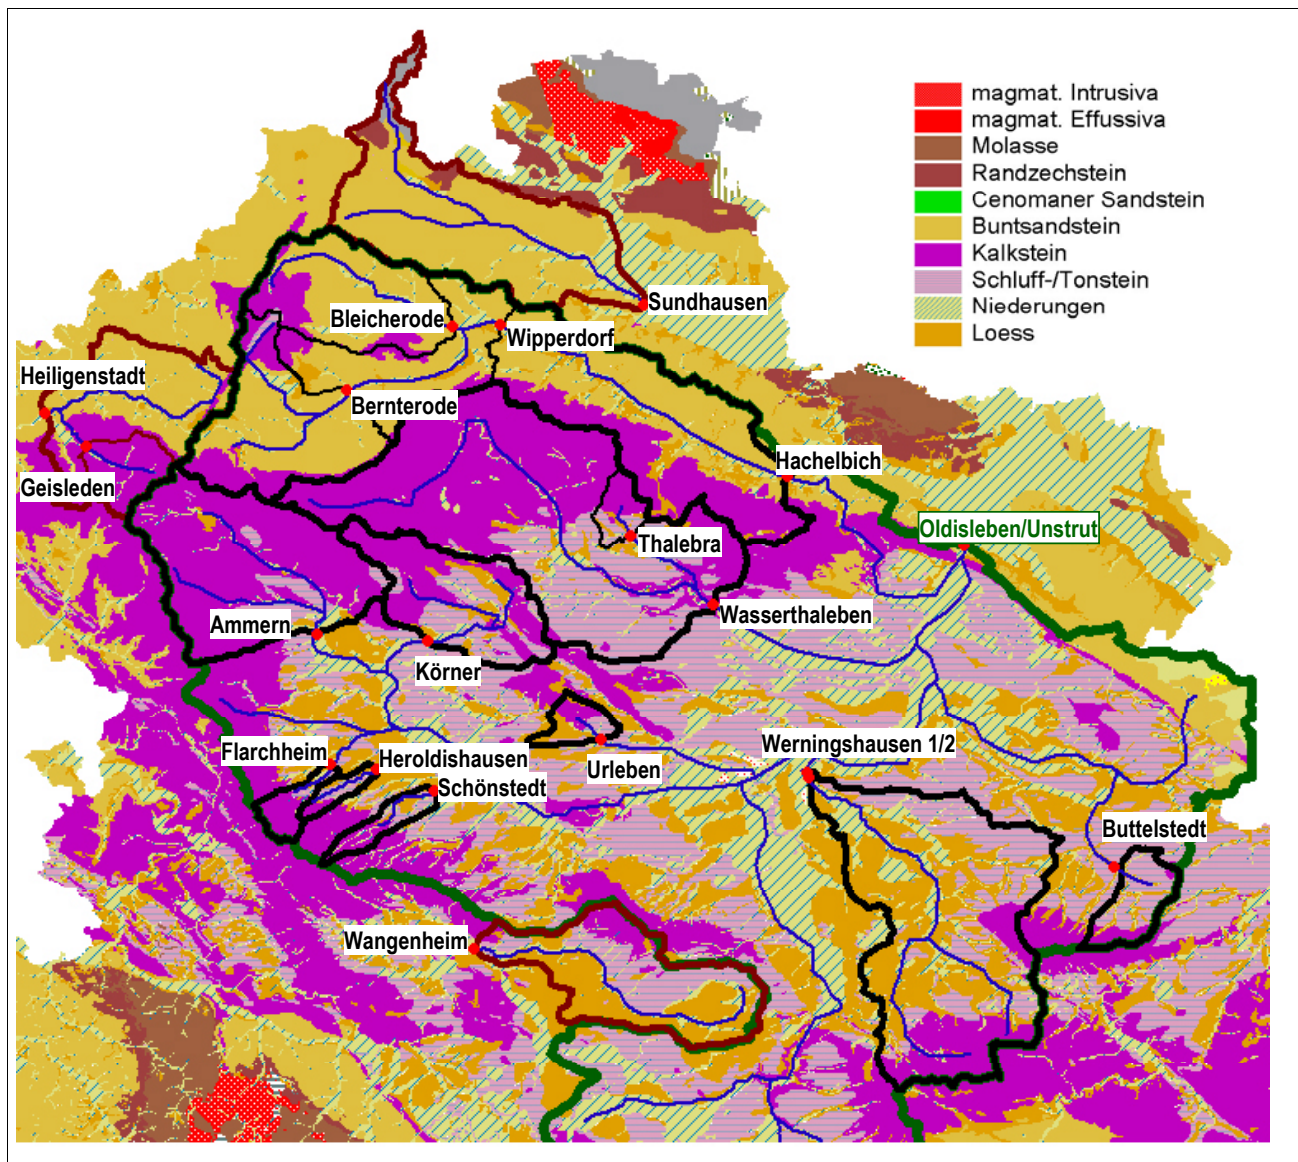 magmat. Intrusiva
magmat. Effussiva
Molasse
Randzechstein
Cenomaner Sandstein
Buntsandstein
Kalkstein
Schluff-/Tonstein
Niederungen
Loess
Sundhausen
Bleicherode
Wipperdorf
Heiligenstadt
Bernterode
Hachelbich
Geisleden
Oldisleben/Unstrut
Thalebra
Wasserthaleben
Ammern
Körner
Flarchheim
Heroldishausen
Werningshausen 1/2
Urleben
Schönstedt
Buttelstedt
Wangenheim